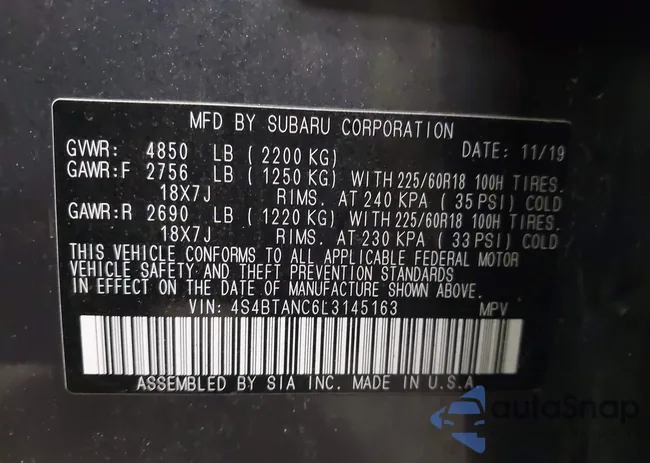 MFD BY SUBARU CORPORATION
GVWR: 4850 LB (2200 KG) DATE: 11/19
GAWR:F 2756 LB (1250 KG) WITH 225/60R18 100H TIRES.
18X7J RIMS. AT 240 KPA (35 PSI) COLD
GAWR:R 2690 LB (1220 KG) WITH 225/60R18 100H TIRES.
18X7J RIMS. AT 230 KPA (33 PSI) COLD
THIS VEHICLE CONFORMS TO ALL APPLICABLE FEDERAL MOTOR
VEHICLE SAFETY AND THEFT PREVENTION STANDARDS
IN EFFECT ON THE DATE OF MANUFACTURE SHOWN ABOVE.
VIN: 4S4BTANC6L3145163 MPV
ASSEMBLED BY SIA INC. MADE IN U.S.A
autoSnap